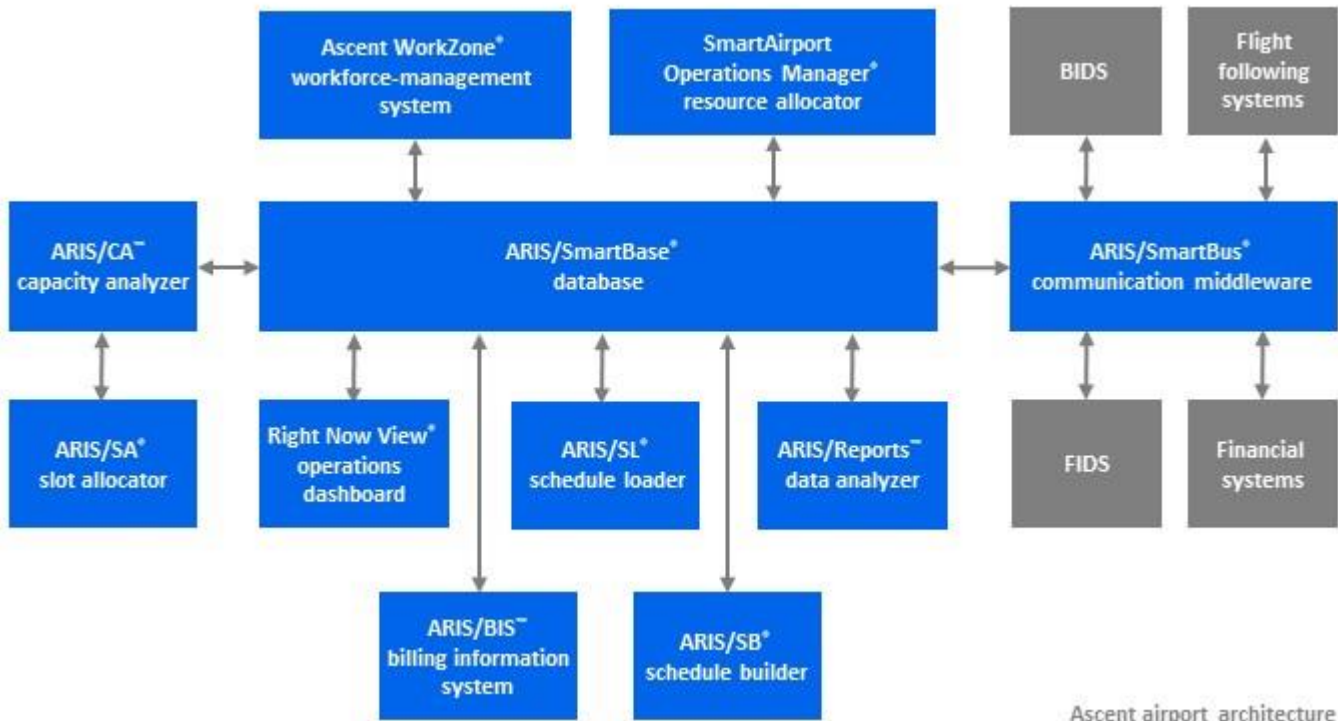 Ascent WorkZone®
workforce-management
system
SmartAirport
Operations Manager®
resource allocator
BIDS
Flight
following
systems
ARIS/CA™
capacity analyzer
ARIS/SmartBase®
database
ARIS/SmartBus®
communication middleware
ARIS/SA®
slot allocator
Right Now View®
operations
dashboard
ARIS/SL®
schedule loader
ARIS/Reports™
data analyzer
FIDS
Financial
systems
ARIS/BIS™
billing information
system
ARIS/SB®
schedule builder
Ascent airport architecture